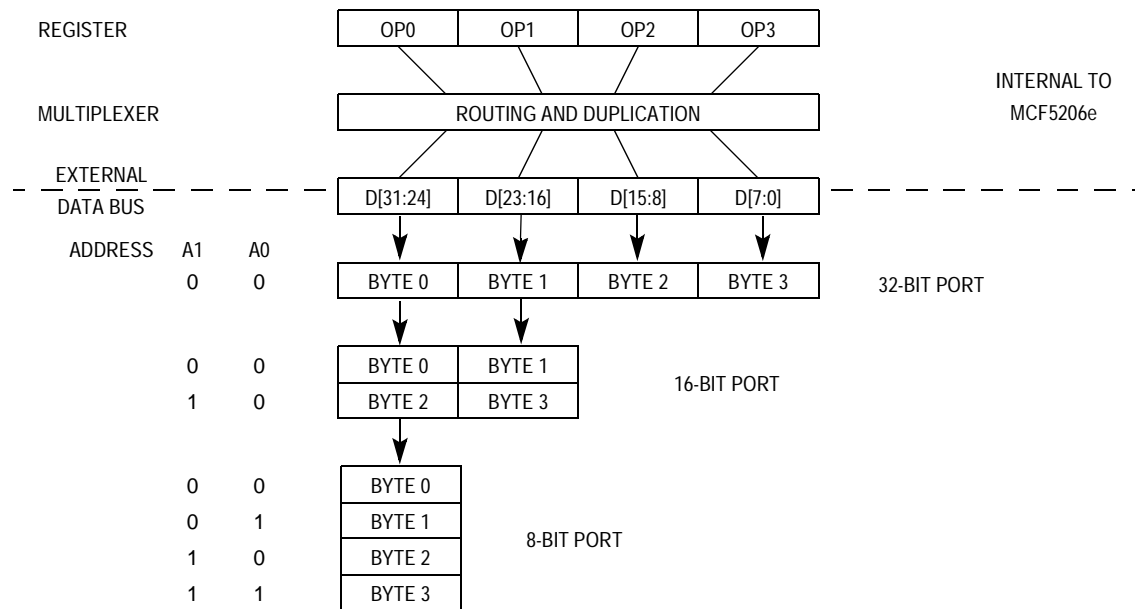 REGISTER OP0 OP1 OP2 OP3
INTERNAL TO
MCF5206e
MULTIPLEXER ROUTING AND DUPLICATION
EXTERNAL
DATA BUS
D[31:24] D[23:16] D[15:8] D[7:0]
ADDRESS A1 A0
0 0 BYTE 0 BYTE 1 BYTE 2 BYTE 3 32-BIT PORT
0 0 BYTE 0 BYTE 1
16-BIT PORT
1 0 BYTE 2 BYTE 3
0 0 BYTE 0
0 1 BYTE 1
8-BIT PORT
1 0 BYTE 2
1 1 BYTE 3